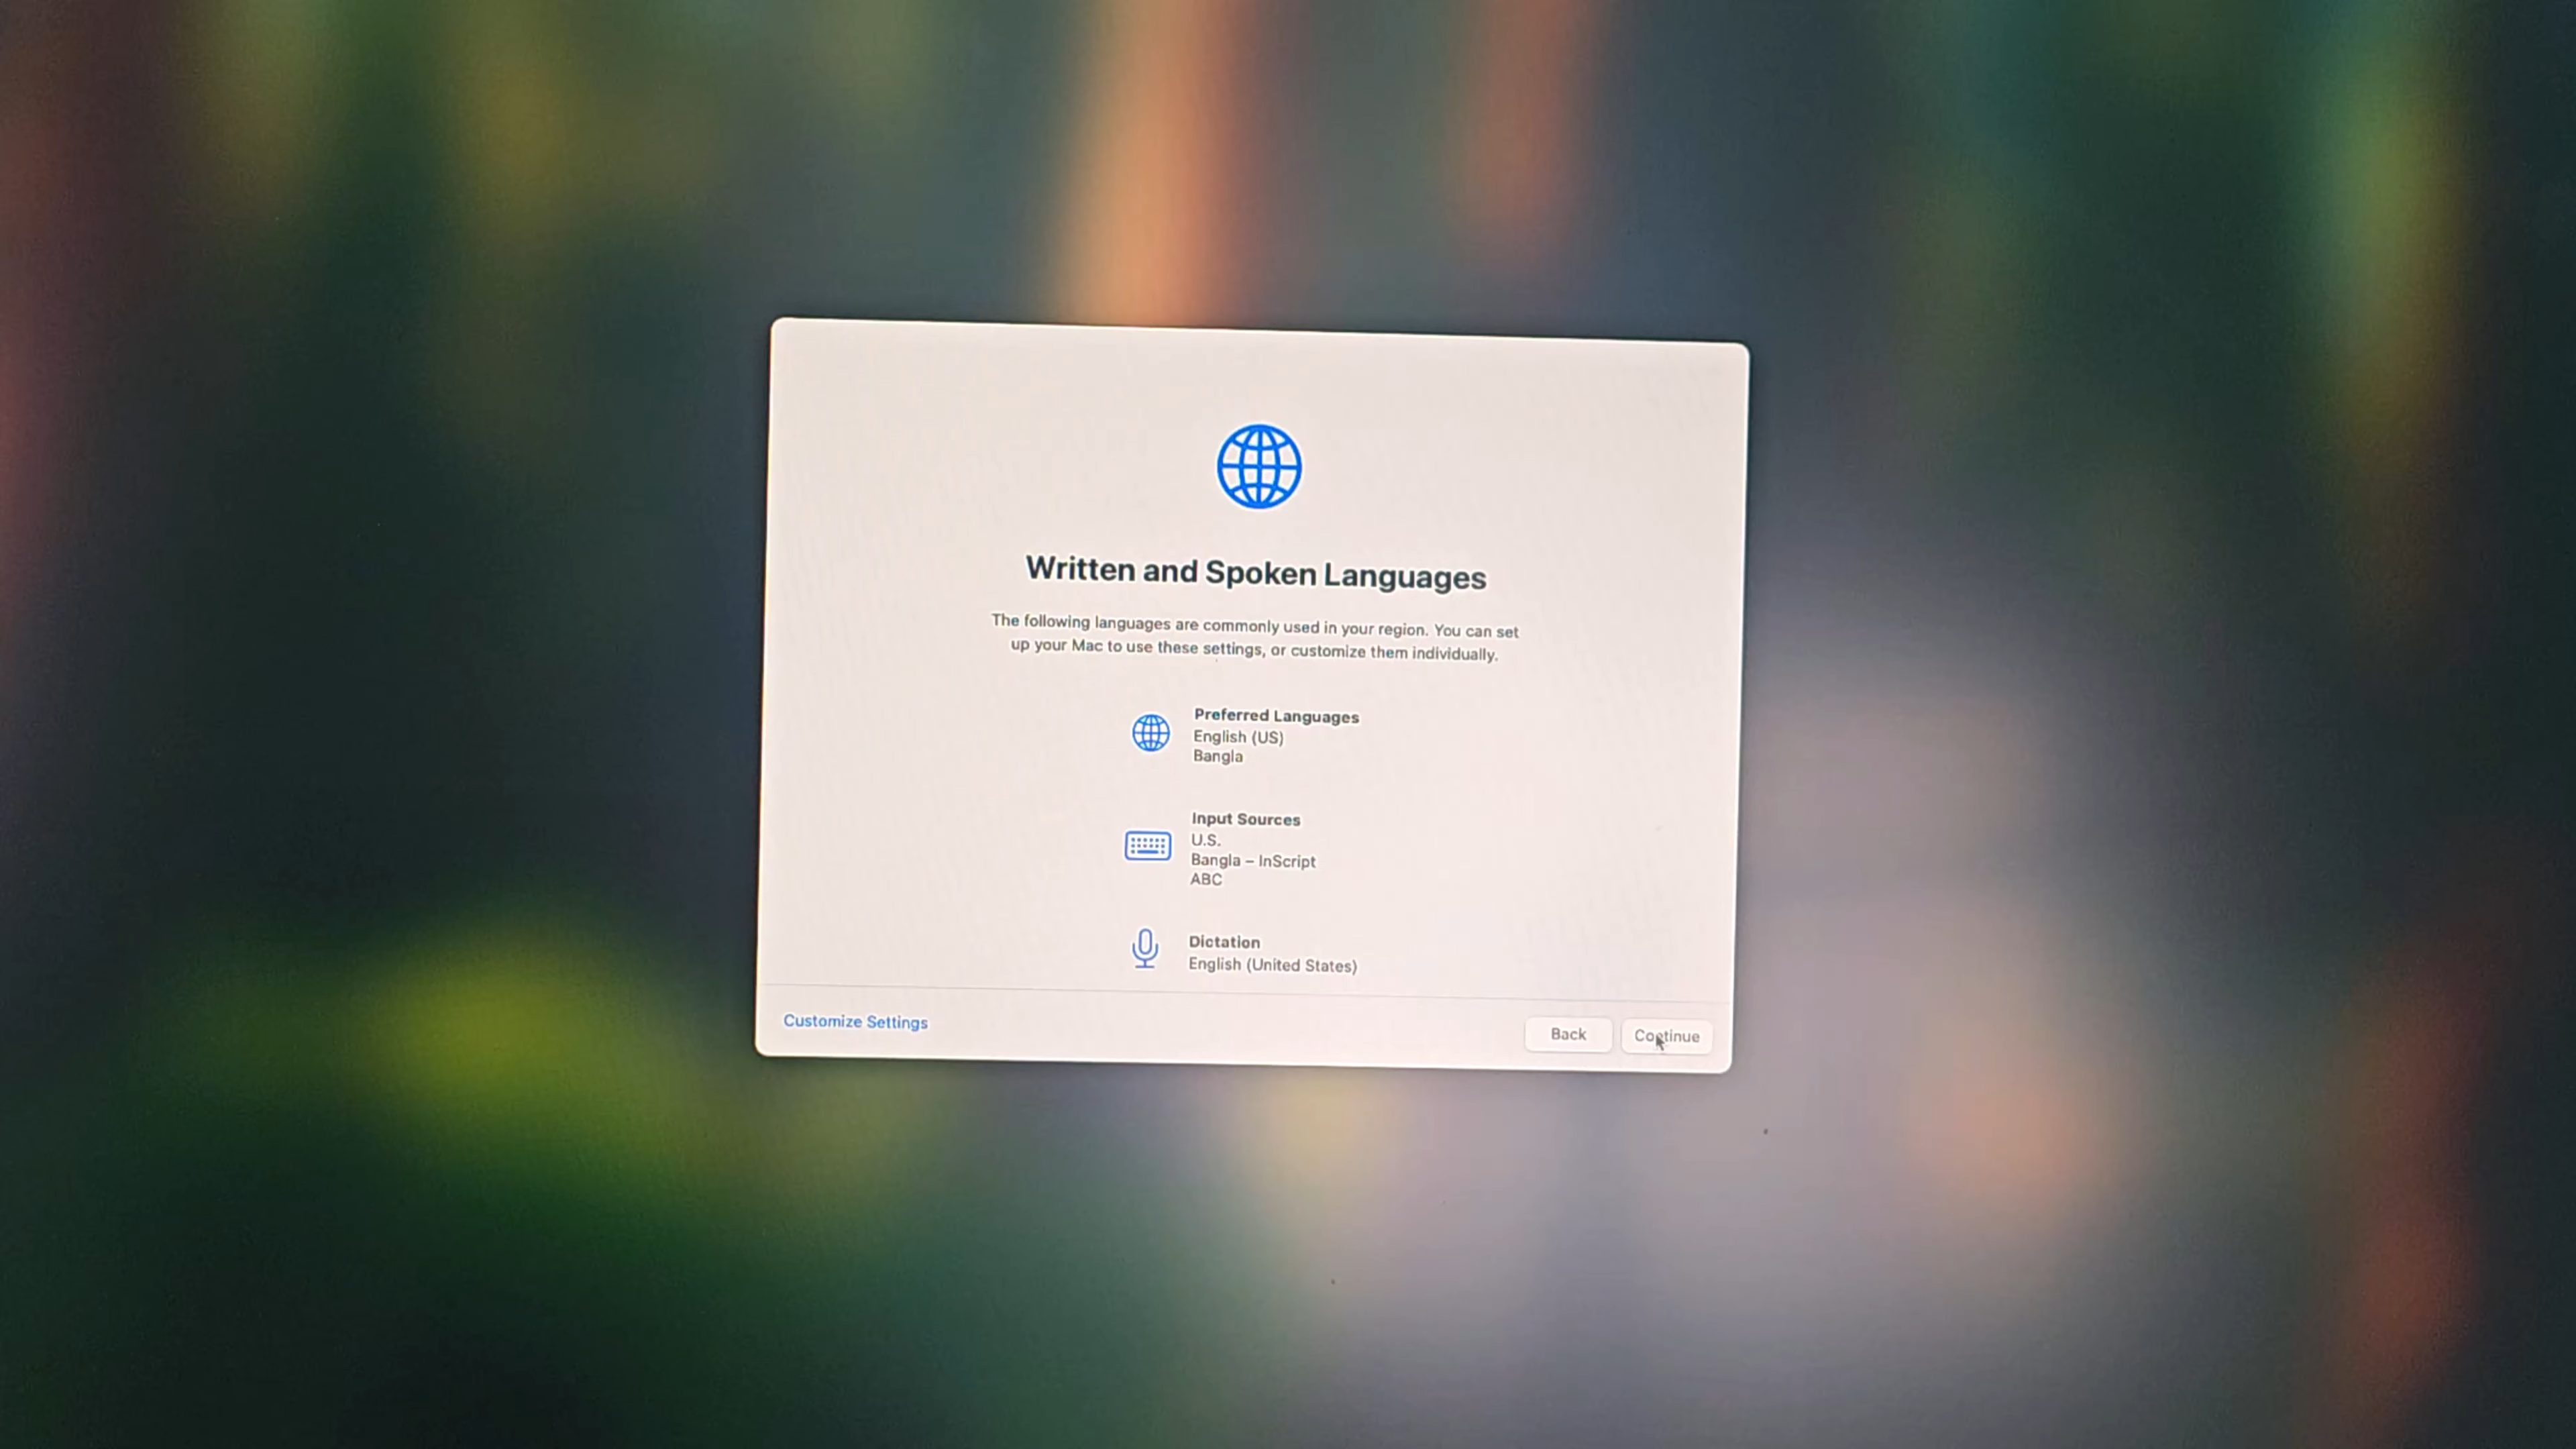 Written and Spoken Languages
The following languages are commonly used in your region. You can set
up your Mac to use these settings, or customize them individually.
Preferred Languages
English (US)
Bangla
Input Sources
U.S.
Bangla – InScript
ABC
Dictation
English (United States)
Customize Settings
Back
Continue